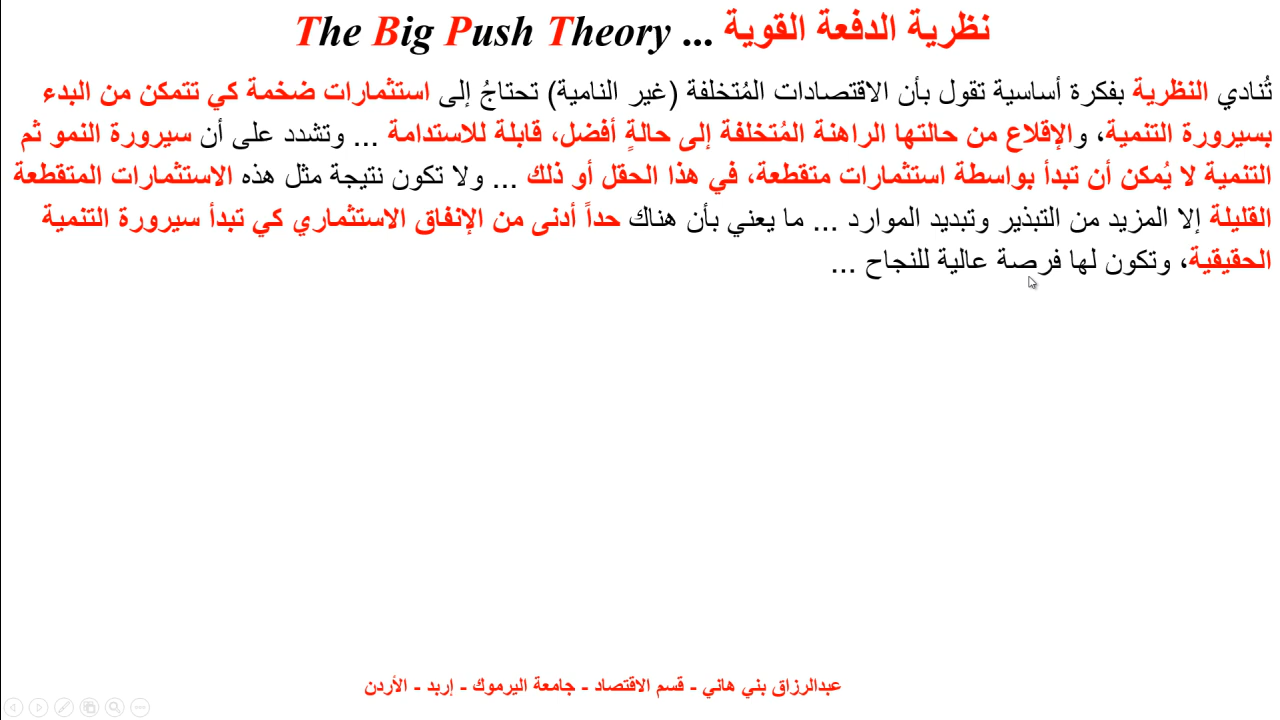 نظرية الدفعة القوية ... The Big Push Theory
تُنادي النظرية بفكرة أساسية تقول بأن الاقتصادات المُتخلفة (غير النامية) تحتاجُ إلى استثمارات ضخمة كي تتمكن من البدء
بسيرورة التنمية، والإقلاع من حالتها الراهنة المُتخلفة إلى حالةٍ أفضل، قابلة للاستدامة ... وتشدد على أن سيرورة النمو ثم
التنمية لا يُمكن أن تبدأ بواسطة استثمارات متقطعة، في هذا الحقل أو ذلك ... ولا تكون نتيجة مثل هذه الاستثمارات المتقطعة
القليلة إلا المزيد من التبذير وتبديد الموارد ... ما يعني بأن هناك حداً أدنى من الإنفاق الاستثماري كي تبدأ سيرورة التنمية
الحقيقية، وتكون لها فرصة عالية للنجاح ...
عبدالرزاق بني هاني - قسم الاقتصاد - جامعة اليرموك - إربد - الأردن